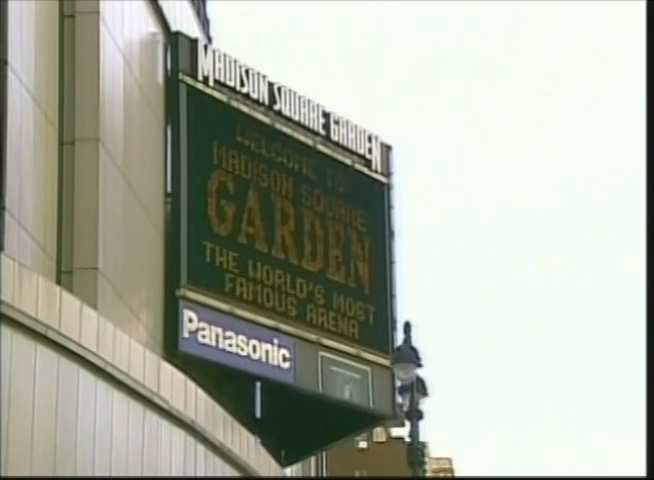 MADISON SQUARE GARDEN
WELCOME TO
MADISON SQUARE
GARDEN
THE WORLD'S MOST
FAMOUS ARENA
Panasonic